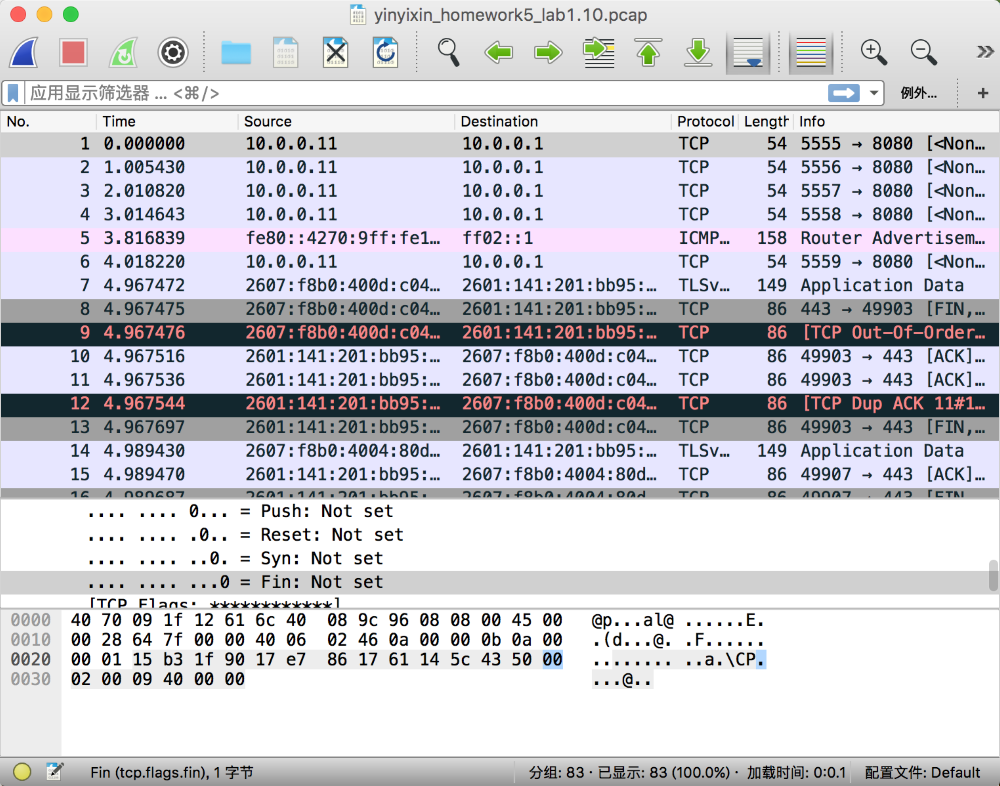 yinyixin_homework5_lab1.10.pcap
应用显示筛选器 ... <⌘/>
例外...
+
No. Time Source Destination Protocol Length Info
1 0.000000 10.0.0.11 10.0.0.1 TCP 54 5555 → 8080 [<Non…
2 1.005430 10.0.0.11 10.0.0.1 TCP 54 5556 → 8080 [<Non…
3 2.010820 10.0.0.11 10.0.0.1 TCP 54 5557 → 8080 [<Non…
4 3.014643 10.0.0.11 10.0.0.1 TCP 54 5558 → 8080 [<Non…
5 3.816839 fe80::4270:9ff:fe1… ff02::1 ICMP… 158 Router Advertisem…
6 4.018220 10.0.0.11 10.0.0.1 TCP 54 5559 → 8080 [<Non…
7 4.967472 2607:f8b0:400d:c04… 2601:141:201:bb95:… TLSv… 149 Application Data
8 4.967475 2607:f8b0:400d:c04… 2601:141:201:bb95:… TCP 86 443 → 49903 [FIN,…
9 4.967476 2607:f8b0:400d:c04… 2601:141:201:bb95:… TCP 86 [TCP Out-Of-Order…
10 4.967516 2601:141:201:bb95:… 2607:f8b0:400d:c04… TCP 86 49903 → 443 [ACK]…
11 4.967536 2601:141:201:bb95:… 2607:f8b0:400d:c04… TCP 86 49903 → 443 [ACK]…
12 4.967544 2601:141:201:bb95:… 2607:f8b0:400d:c04… TCP 86 [TCP Dup ACK 11#1…
13 4.967697 2601:141:201:bb95:… 2607:f8b0:400d:c04… TCP 86 49903 → 443 [FIN,…
14 4.989430 2607:f8b0:4004:80d… 2601:141:201:bb95:… TLSv… 149 Application Data
15 4.989470 2601:141:201:bb95:… 2607:f8b0:4004:80d… TCP 86 49907 → 443 [ACK]…
16 4.989687 2601:141:201:bb95: 2607:f8b0:4004:80d TCP 86 49907 → 443 [FIN
.... .... 0... = Push: Not set
.... .... .0.. = Reset: Not set
.... .... ..0. = Syn: Not set
.... .... ...0 = Fin: Not set
[TCP Flags: ************]
0000 40 70 09 1f 12 61 6c 40 08 9c 96 08 08 00 45 00 @p...al@ ......E.
0010 00 28 64 7f 00 00 40 06 02 46 0a 00 00 0b 0a 00 .(d...@. .F......
0020 00 01 15 b3 1f 90 17 e7 86 17 61 14 5c 43 50 00 ........ ..a.\CP.
0030 02 00 09 40 00 00 ...@..
Fin (tcp.flags.fin), 1 字节
分组: 83 · 已显示: 83 (100.0%) · 加载时间: 0:0.1
配置文件: Default